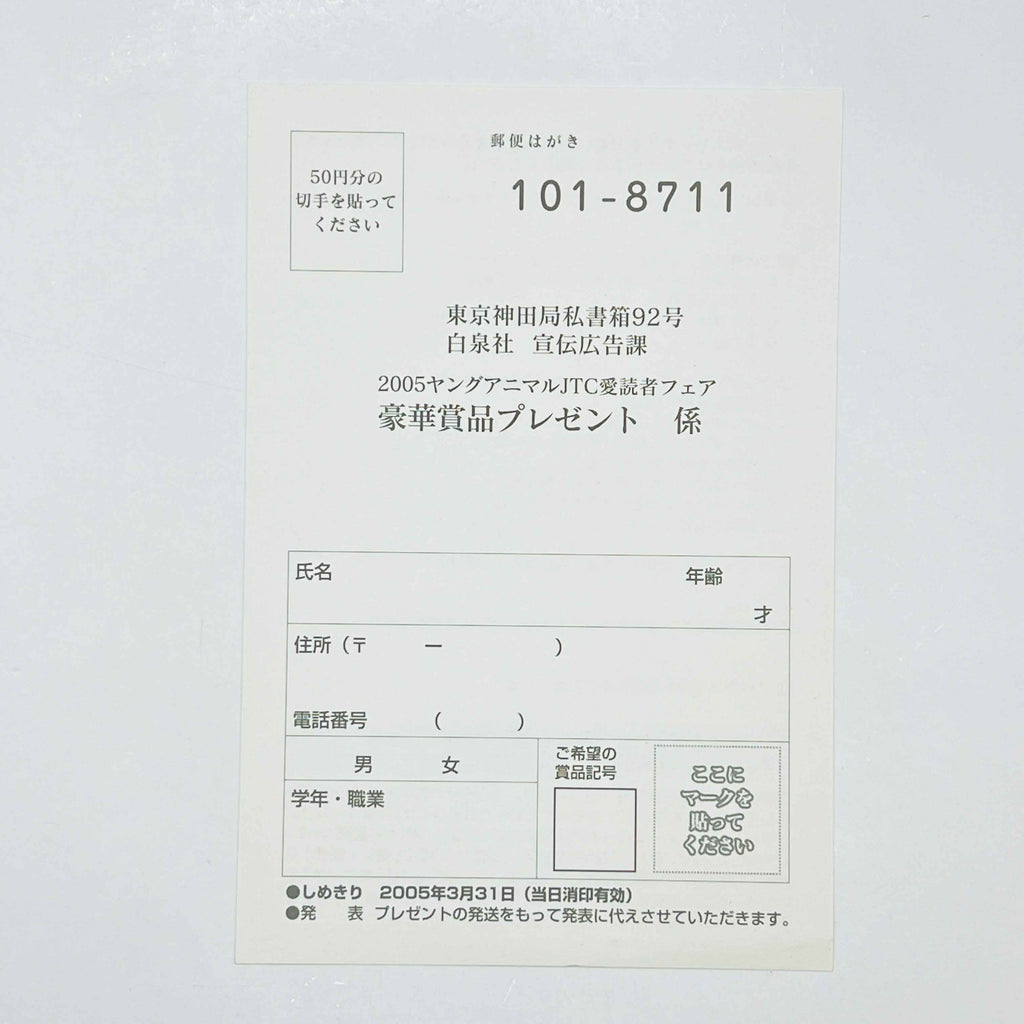 郵便はがき
50円分の
切手を貼って
ください
101-8711
東京神田局私書箱92号
白泉社 宣伝広告課
2005ヤングアニマルJTC愛読者フェア
豪華賞品プレゼント 係
氏名 年齢
才
住所(〒 ー )
電話番号 ( )
男 女
学年・職業
ご希望の
賞品記号
ここに
マークを
貼って
ください
●しめきり 2005年3月31日(当日消印有効)
●発 表 プレゼントの発送をもって発表に代えさせていただきます。